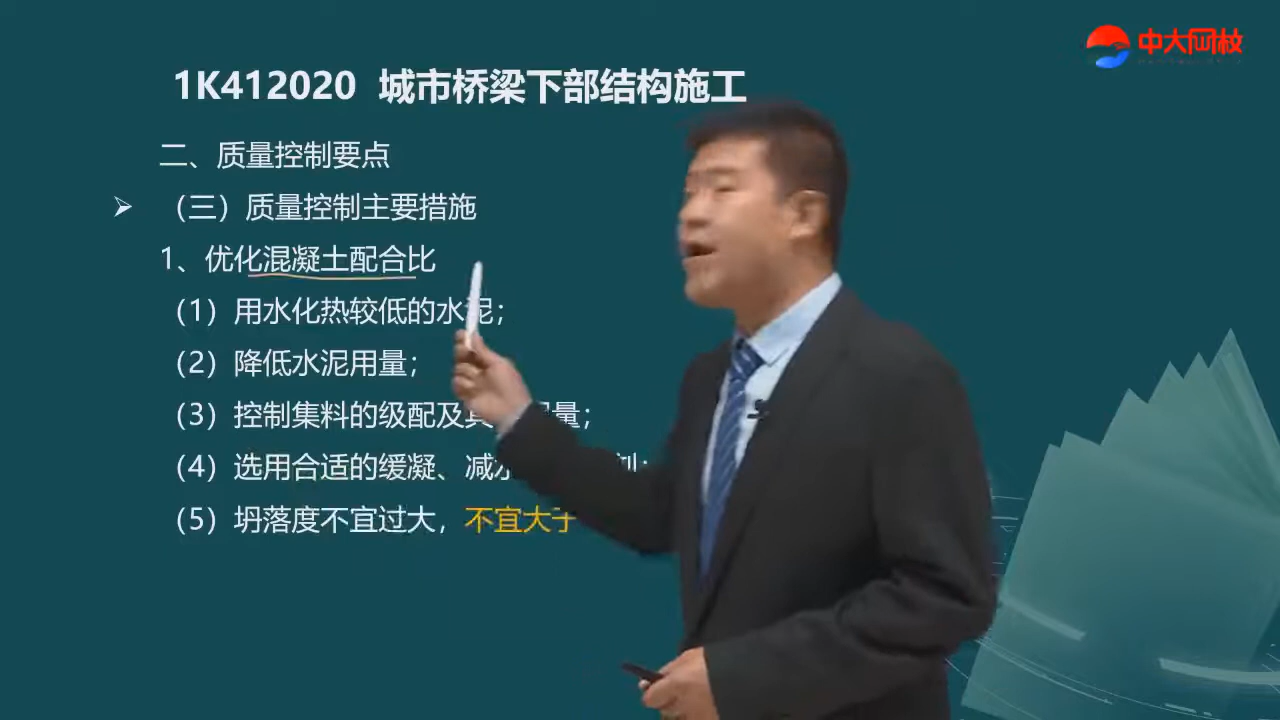 中大网校
1K412020 城市桥梁下部结构施工
二、质量控制要点
（三）质量控制主要措施
1、优化混凝土配合比
（1）用水化热较低的水泥；
（2）降低水泥用量；
（3）控制集料的级配及其 量；
（4）选用合适的缓凝、减水
（5）坍落度不宜过大，不宜大于